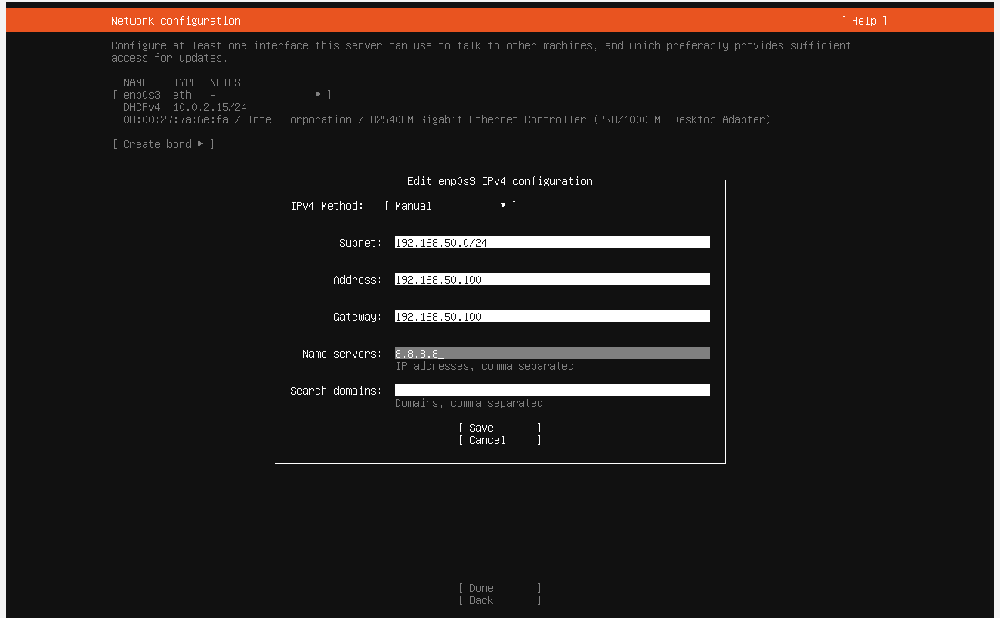 Network configuration [ Help ]
Configure at least one interface this server can use to talk to other machines, and which preferably provides sufficient
access for updates.
NAME TYPE NOTES
[ enp0s3 eth - ▸ ]
DHCPv4 10.0.2.15/24
08:00:27:7a:6e:fa / Intel Corporation / 82540EM Gigabit Ethernet Controller (PRO/1000 MT Desktop Adapter)
[ Create bond ▸ ]
Edit enp0s3 IPv4 configuration
IPv4 Method: [ Manual ▾ ]
Subnet: 192.168.50.0/24
Address: 192.168.50.100
Gateway: 192.168.50.100
Name servers: 8.8.8.8_
IP addresses, comma separated
Search domains:
Domains, comma separated
[ Save ]
[ Cancel ]
[ Done ]
[ Back ]